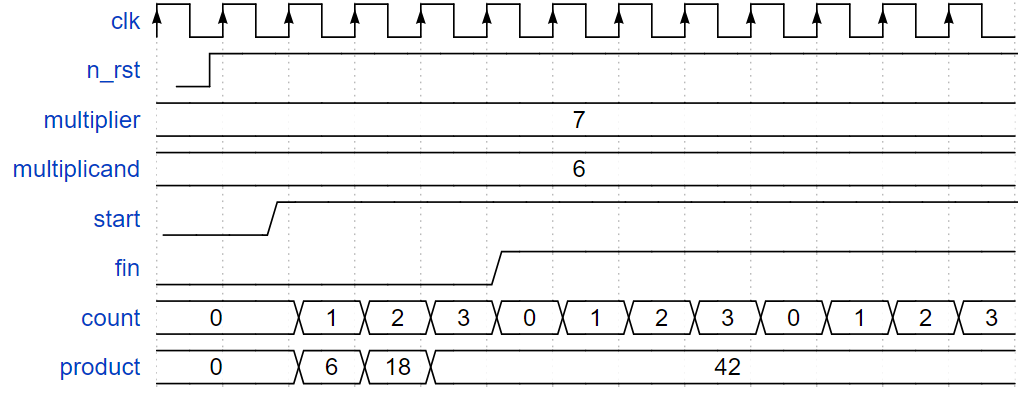 clk
n_rst
multiplier 7
multiplicand 6
start
fin
count 0 1 2 3 0 1 2 3 0 1 2 3
product 0 6 18 42